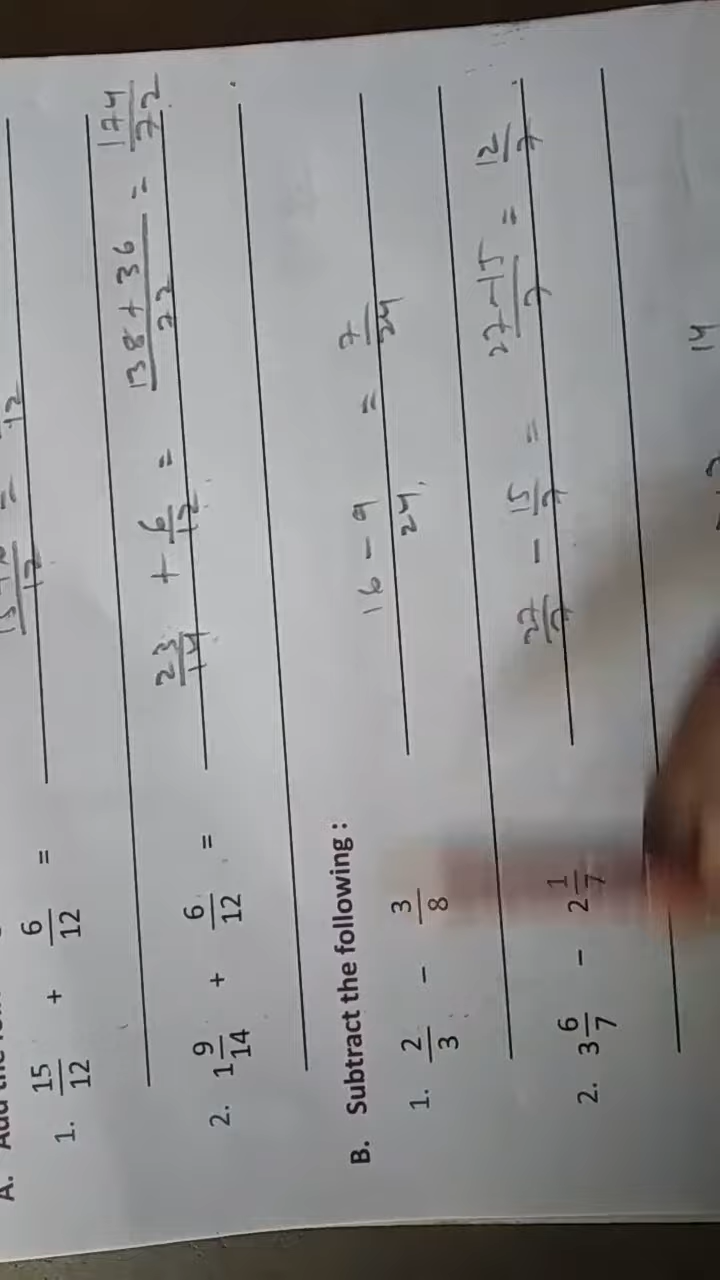 A.
1. 15/12 + 6/12 = /12 = 12
2. 1 9/14 + 6/12 = 23/14 + 6/12 = 138+36/72 = 174/72
B. Subtract the following :
1. 2/3 - 3/8 16-9/24 = 7/24
2. 3 6/7 - 2 1/7 27/7 - 15/7 = 27-15/7 = 12/7
14